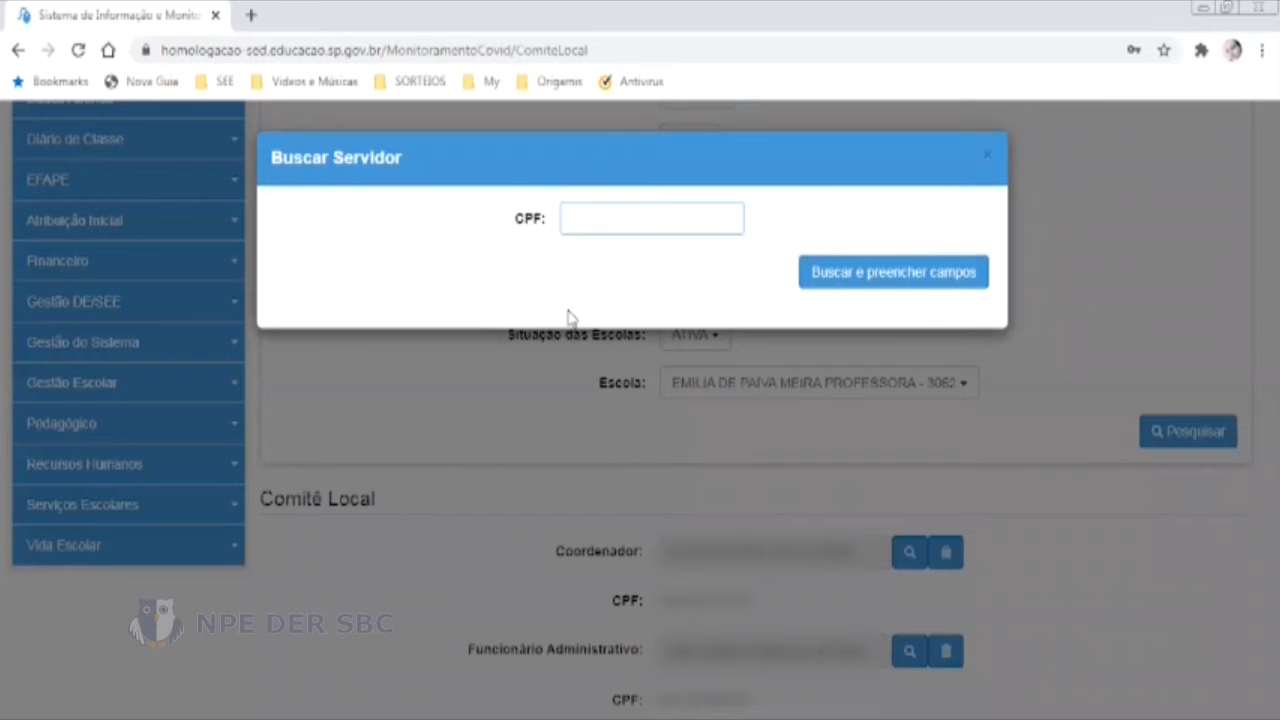 Sistema de Informação e Monito
homologacao-sed.educacao.sp.gov.br/MonitoramentoCovid/ComiteLocal
Bookmarks Nova Guia SEE Vídeos e Músicas SORTEIOS My Origamis Antivirus
Diário de Classe
EFAPE
Atribuição Inicial
Financeiro
Gestão DE/SEE
Gestão do Sistema
Gestão Escolar
Pedagógico
Recursos Humanos
Serviços Escolares
Vida Escolar
Buscar Servidor
CPF:
Buscar e preencher campos
Situação das Escolas: ATIVA
Escola: EMILIA DE PAIVA MEIRA PROFESSORA - 3062
Pesquisar
Comitê Local
Coordenador:
CPF:
Funcionário Administrativo:
CPF:
NPE DER SBC